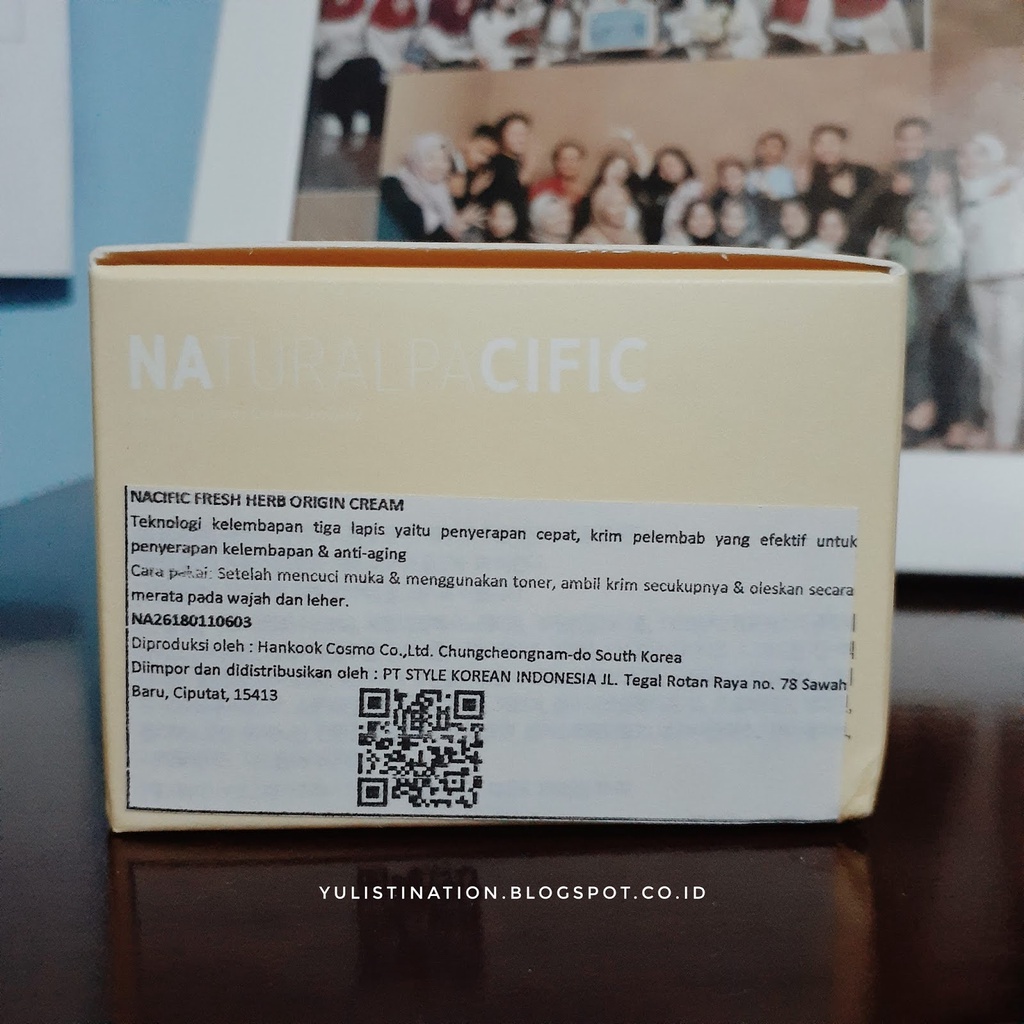 NATURALPACIFIC
NACIFIC FRESH HERB ORIGIN CREAM
Teknologi kelembapan tiga lapis yaitu penyerapan cepat, krim pelembab yang efektif untuk
penyerapan kelembapan & anti-aging
Cara pakai: Setelah mencuci muka & menggunakan toner, ambil krim secukupnya & oleskan secara
merata pada wajah dan leher.
NA26180110603
Diproduksi oleh : Hankook Cosmo Co.,Ltd. Chungcheongnam-do South Korea
Diimpor dan didistribusikan oleh : PT STYLE KOREAN INDONESIA JL. Tegal Rotan Raya no. 78 Sawah
Baru, Ciputat, 15413
YULISTINATION.BLOGSPOT.CO.ID